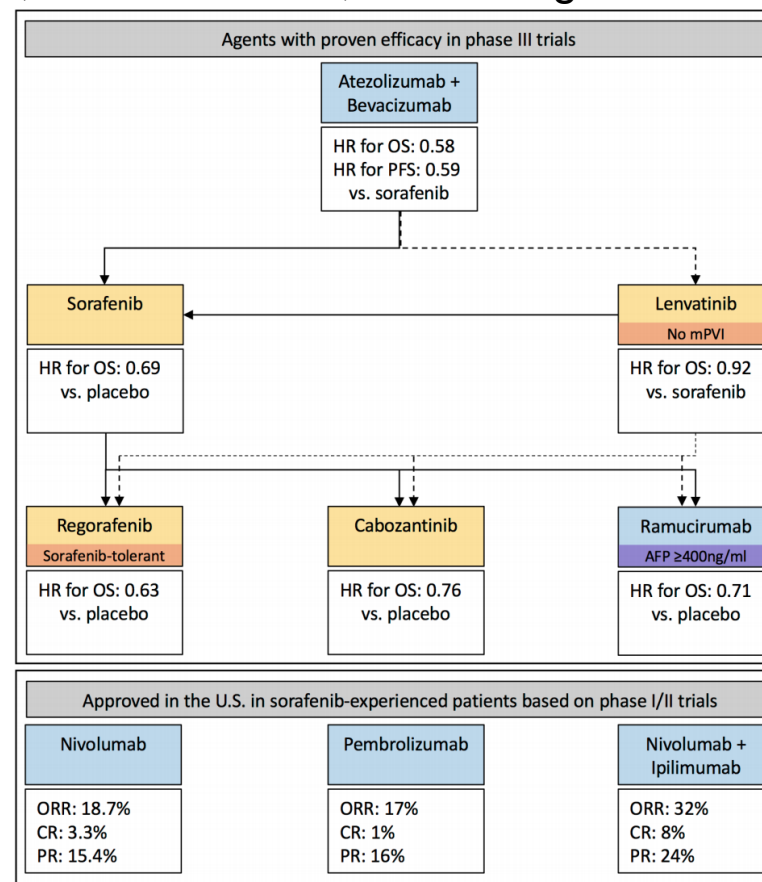 Agents with proven efficacy in phase III trials
Atezolizumab +
Bevacizumab
HR for OS: 0.58
HR for PFS: 0.59
vs. sorafenib
Sorafenib
HR for OS: 0.69
vs. placebo
Lenvatinib
No mPVI
HR for OS: 0.92
vs. sorafenib
Regorafenib
Sorafenib-tolerant
HR for OS: 0.63
vs. placebo
Cabozantinib
HR for OS: 0.76
vs. placebo
Ramucirumab
AFP ≥400ng/ml
HR for OS: 0.71
vs. placebo
Approved in the U.S. in sorafenib-experienced patients based on phase I/II trials
Nivolumab
ORR: 18.7%
CR: 3.3%
PR: 15.4%
Pembrolizumab
ORR: 17%
CR: 1%
PR: 16%
Nivolumab +
Ipilimumab
ORR: 32%
CR: 8%
PR: 24%